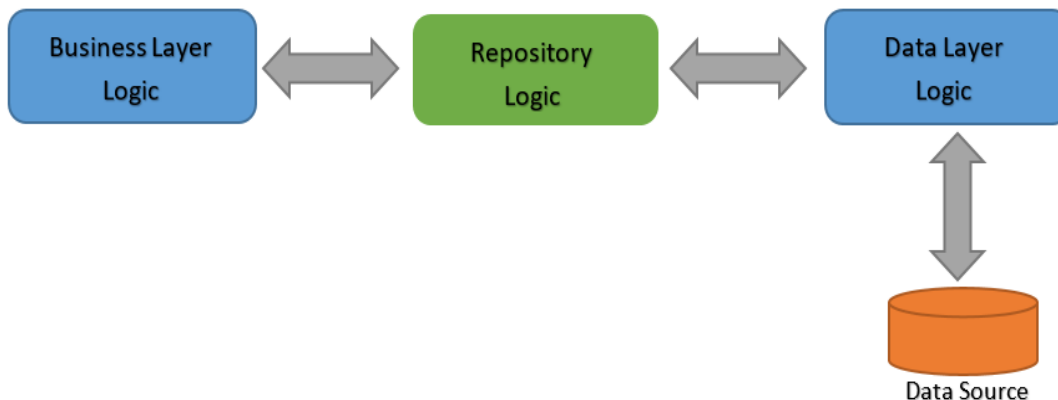 Business Layer
Logic
Repository
Logic
Data Layer
Logic
Data Source